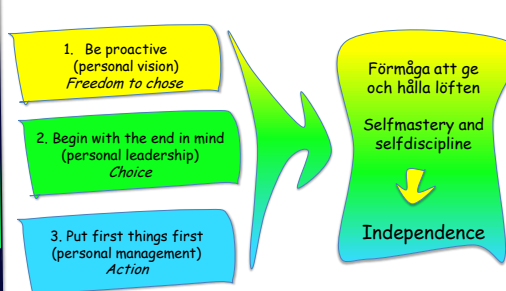 1. Be proactive
(personal vision)
Freedom to chose
2. Begin with the end in mind
(personal leadership)
Choice
3. Put first things first
(personal management)
Action
Förmåga att ge
och hålla löften
Selfmastery and
selfdiscipline
Independence